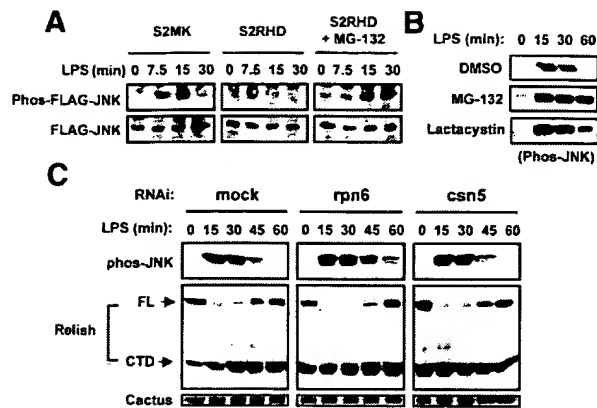 A
S2MK S2RHD S2RHD + MG-132
LPS (min) 0 7.5 15 30 0 7.5 15 30 0 7.5 15 30
Phos-FLAG-JNK
FLAG-JNK
B
LPS (min): 0 15 30 60
DMSO
MG-132
Lactacystin
(Phos-JNK)
C
RNAi: mock rpn6 csn5
LPS (min): 0 15 30 45 60 0 15 30 45 60 0 15 30 45 60
phos-JNK
FL
Relish
CTD
Cactus